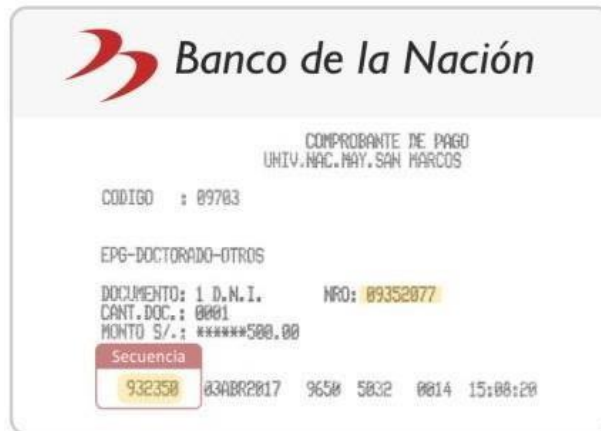 Banco de la Nación
COMPROBANTE DE PAGO
UNIV.NAC.MAY.SAN MARCOS
CODIGO : 09703
EPG-DOCTORADO-OTROS
DOCUMENTO: 1 D.N.I. NRO: 09352077
CANT.DOC.: 0001
MONTO S/.: ******500.00
Secuencia
932350 03ABR2017 9650 5032 0014 15:08:20